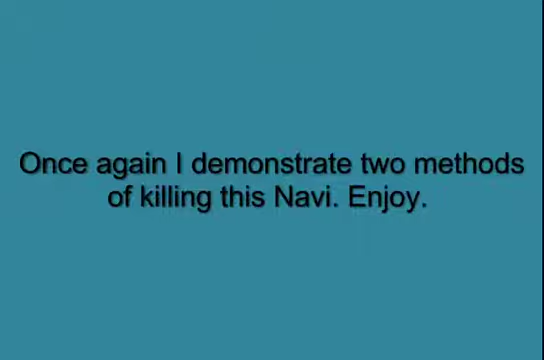 Once again I demonstrate two methods
of killing this Navi. Enjoy.